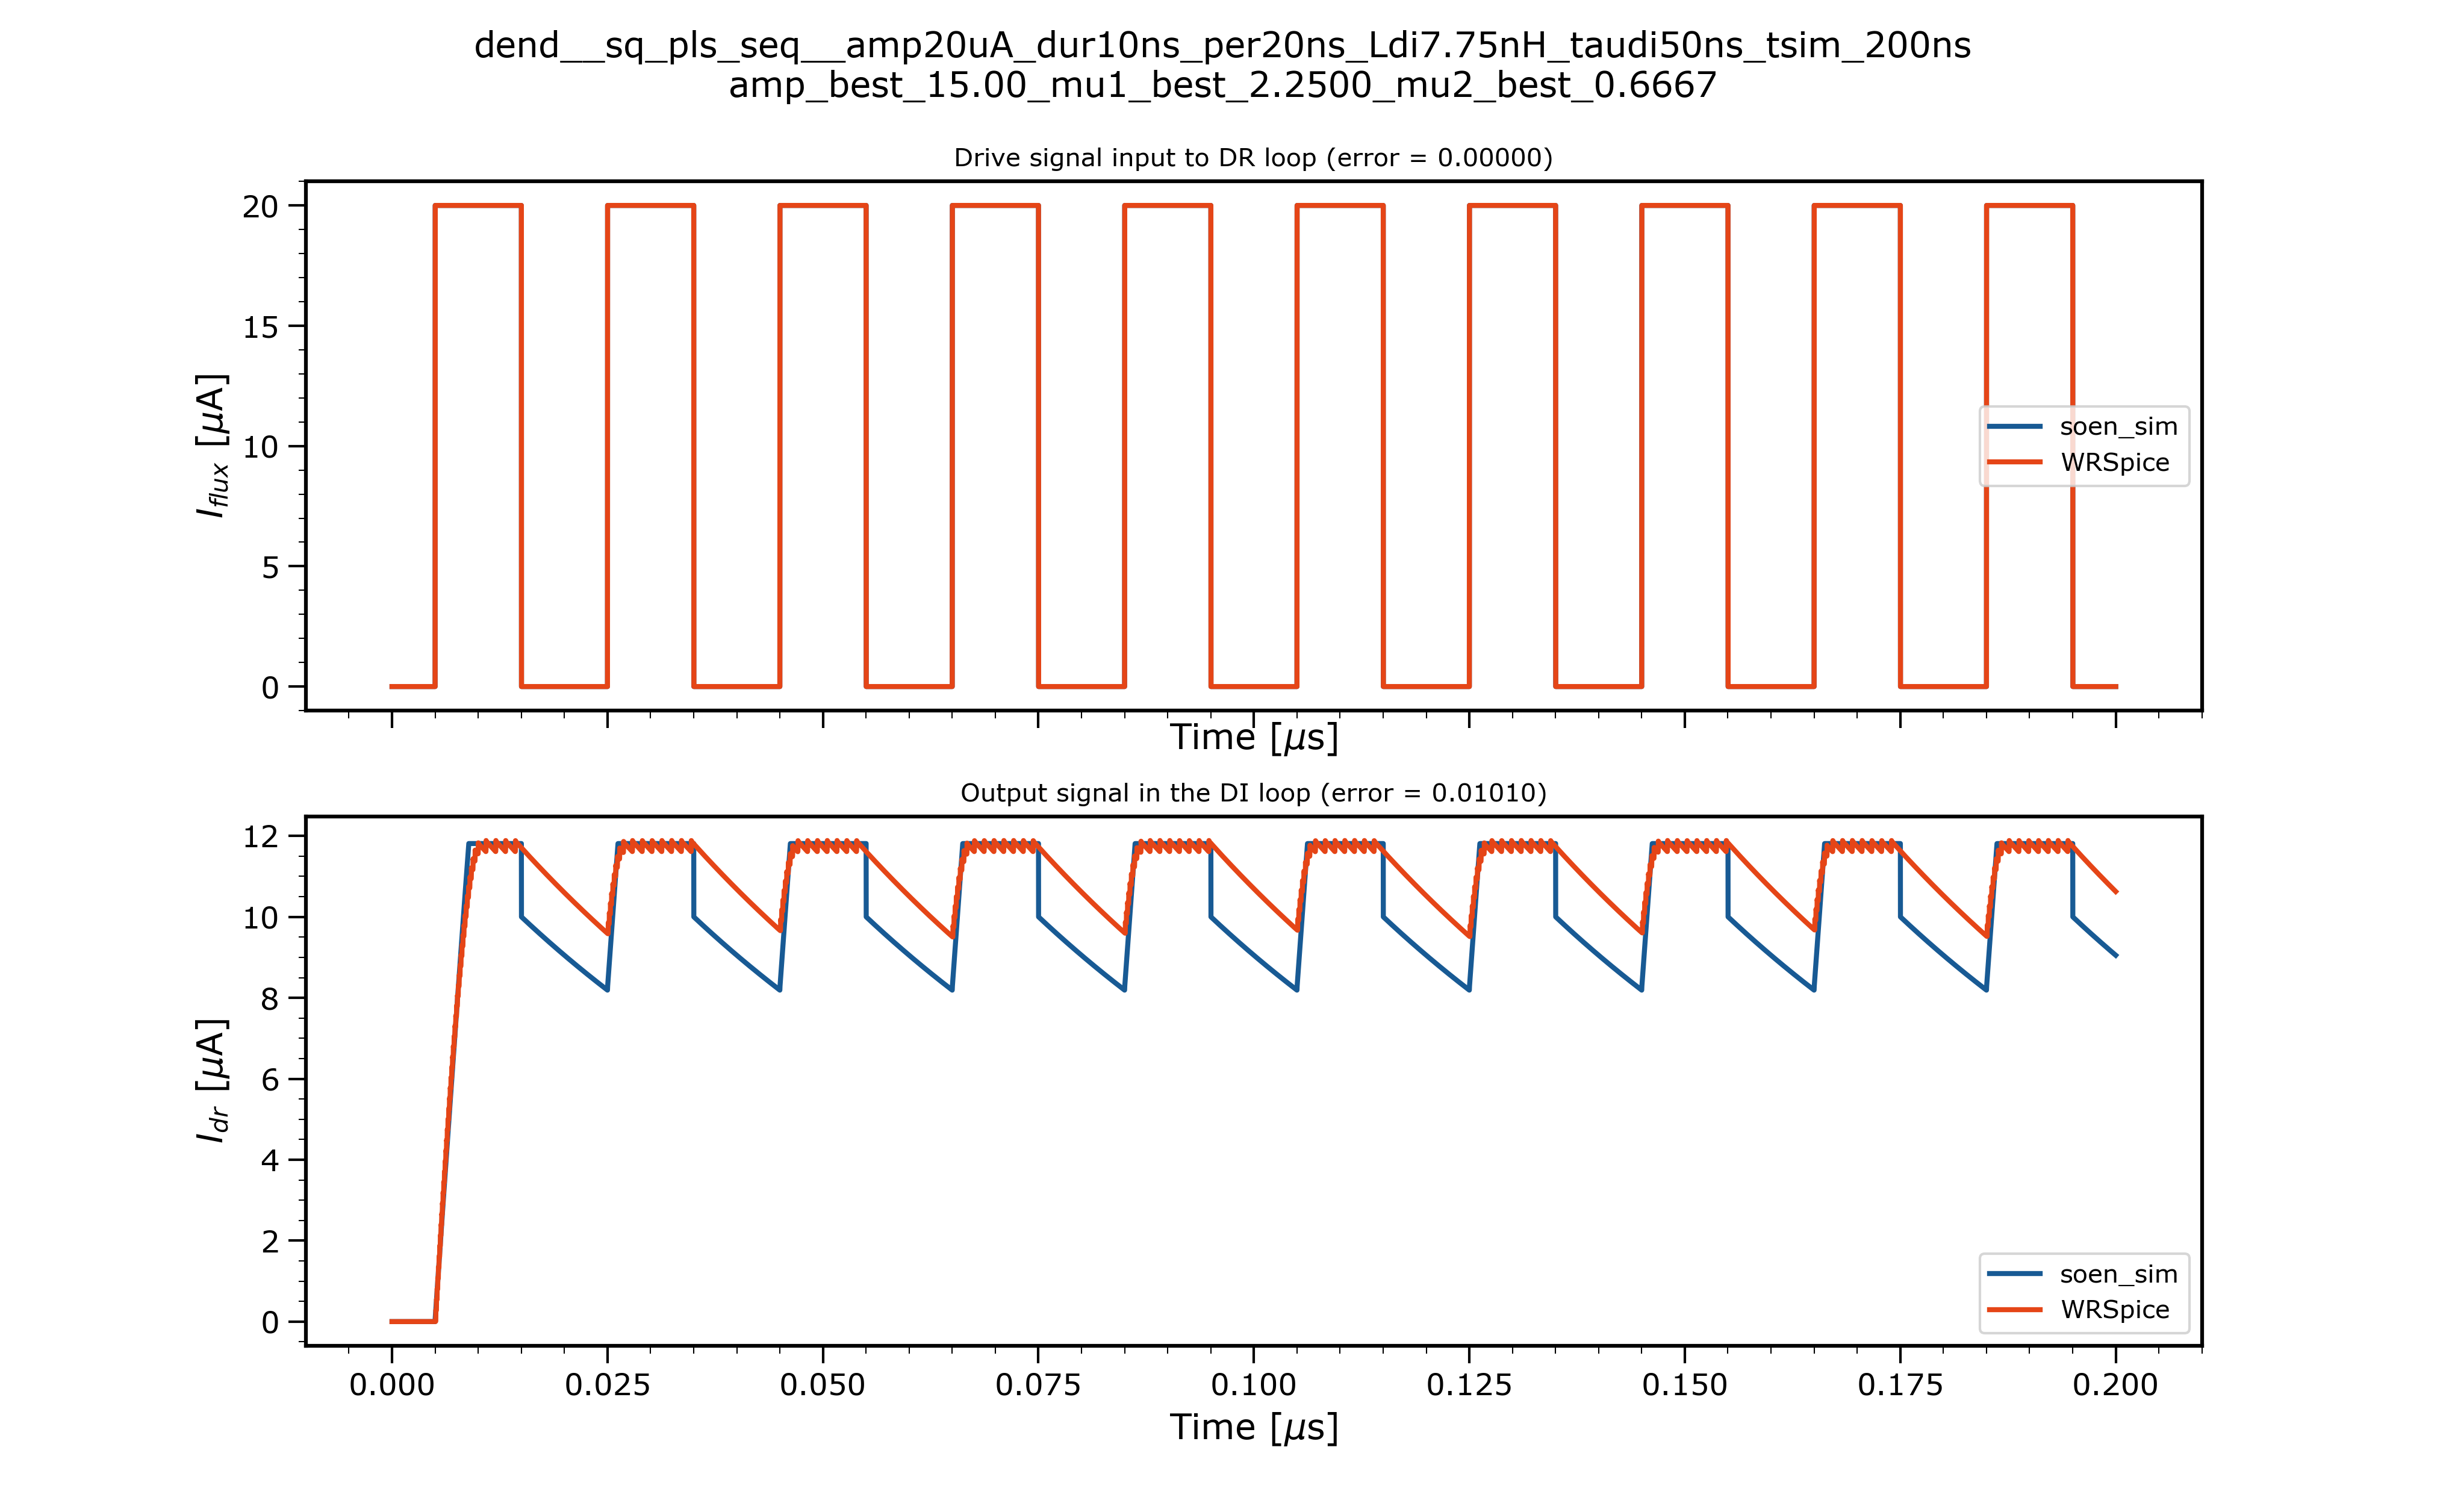 dend__sq_pls_seq__amp20uA_dur10ns_per20ns_Ldi7.75nH_taudi50ns_tsim_200ns
amp_best_15.00_mu1_best_2.2500_mu2_best_0.6667
Drive signal input to DR loop (error = 0.00000)
20
15
10
5
0
I_flux [μA]
soen_sim
WRSpice
Time [μs]
Output signal in the DI loop (error = 0.01010)
12
10
8
6
4
2
0
I_dr [μA]
soen_sim
WRSpice
0.000 0.025 0.050 0.075 0.100 0.125 0.150 0.175 0.200
Time [μs]